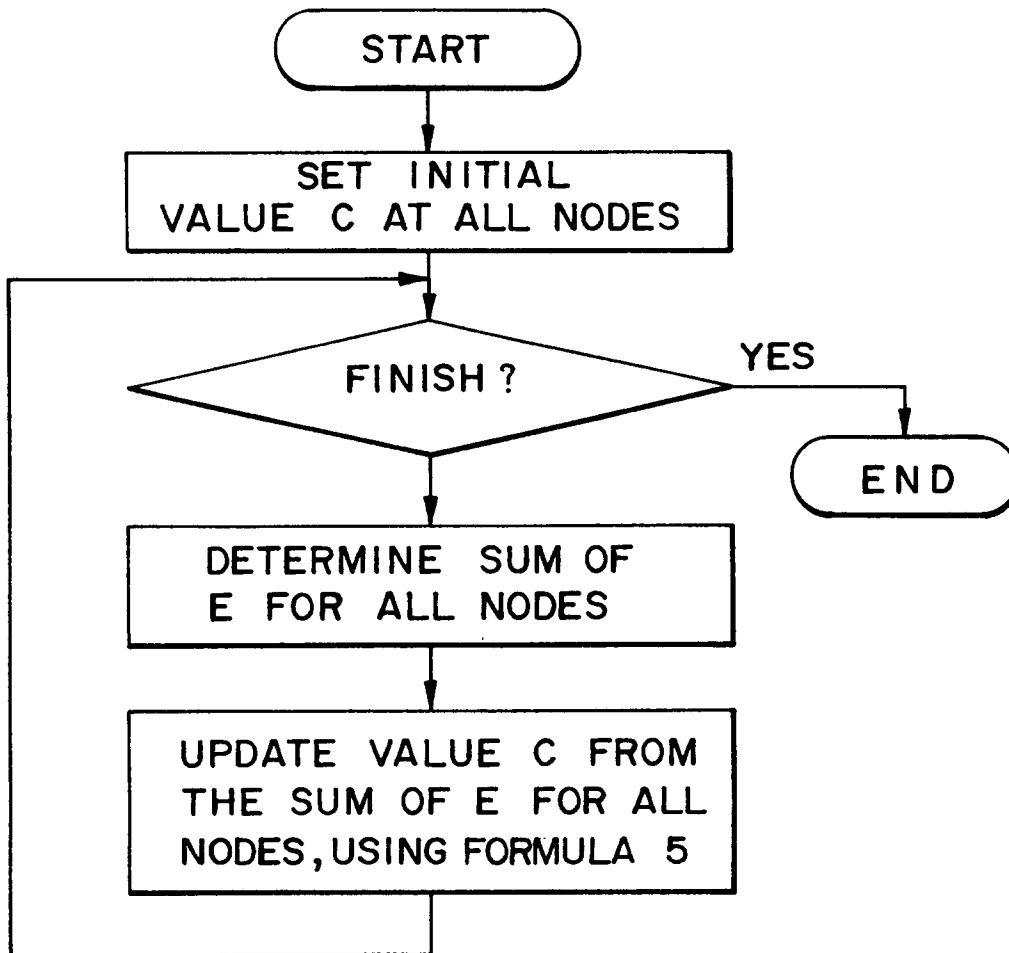 START
SET INITIAL
VALUE C AT ALL NODES
FINISH ?
YES
END
DETERMINE SUM OF
E FOR ALL NODES
UPDATE VALUE C FROM
THE SUM OF E FOR ALL
NODES, USING FORMULA 5